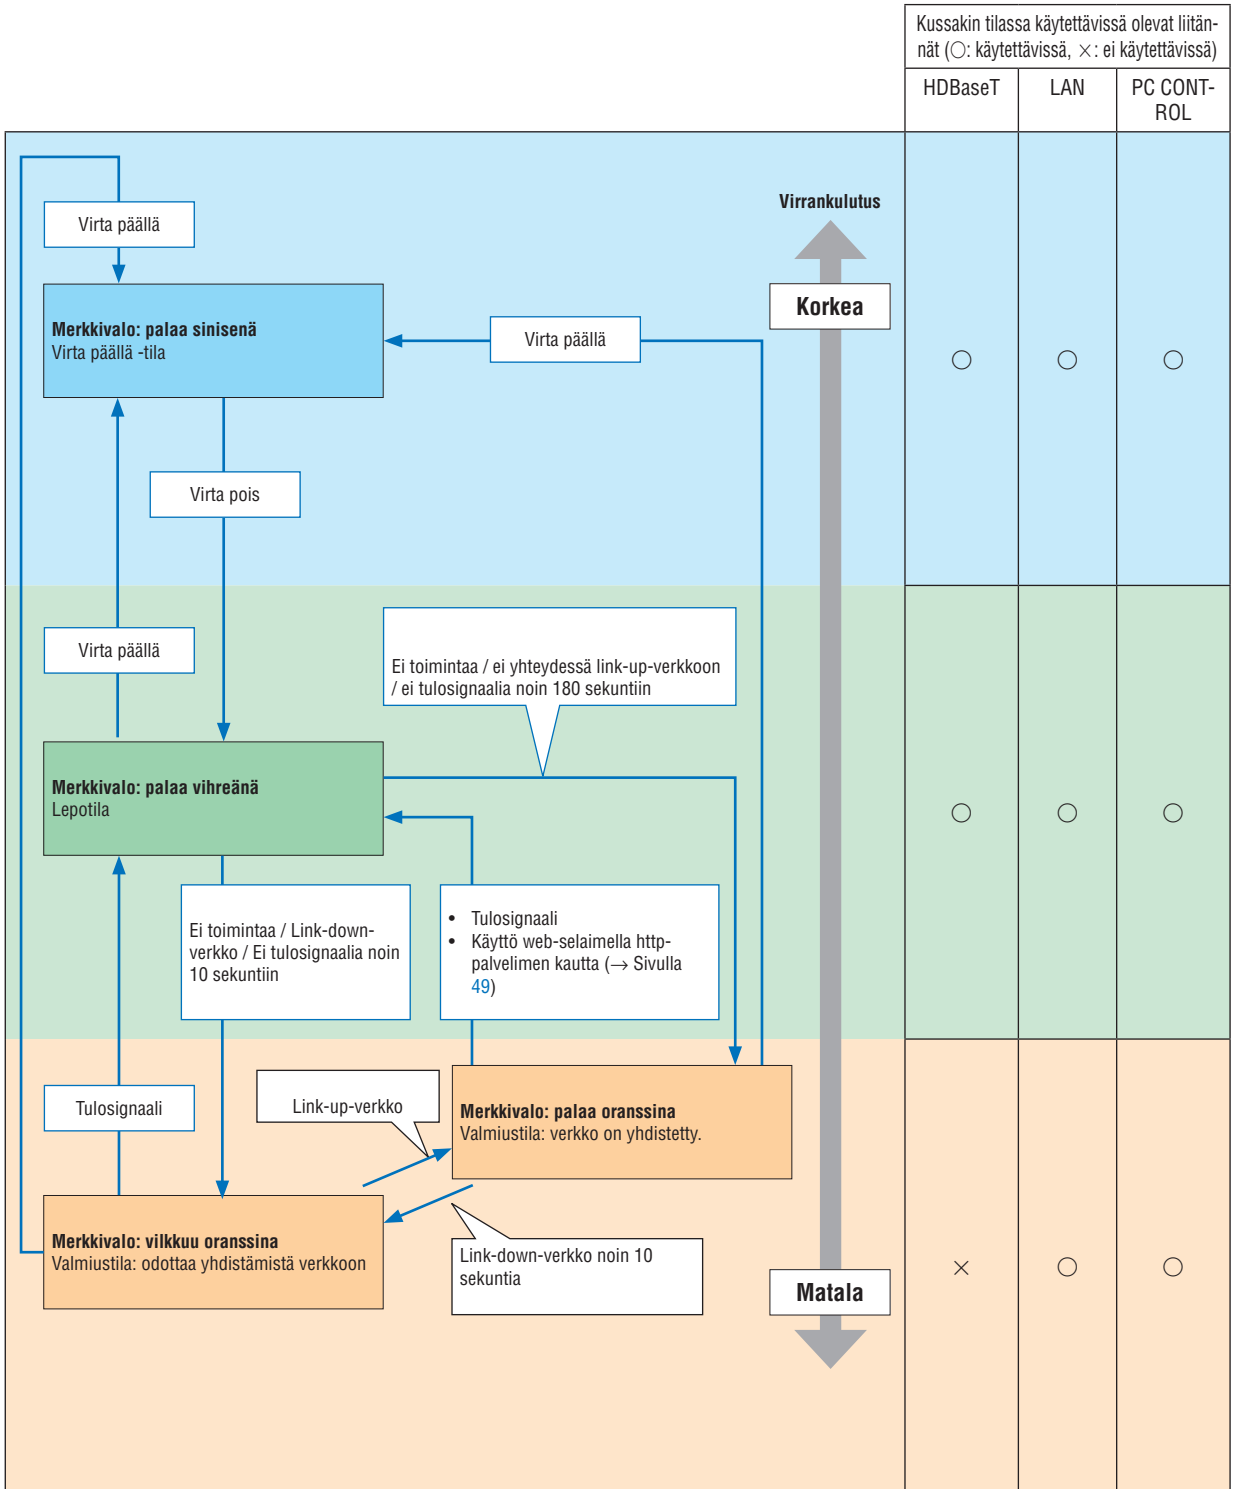 Kussakin tilassa käytettävissä olevat liitän-
nät (○: käytettävissä, ×: ei käytettävissä)
HDBaseT
LAN
PC CONT-
ROL
Virta päällä
Virrankulutus
Korkea
Merkkivalo: palaa sinisenä
Virta päällä -tila
Virta päällä
○ ○ ○
Virta pois
Virta päällä
Ei toimintaa / ei yhteydessä link-up-verkkoon
/ ei tulosignaalia noin 180 sekuntiin
Merkkivalo: palaa vihreänä
Lepotila
○ ○ ○
Ei toimintaa / Link-down-
verkko / Ei tulosignaalia noin
10 sekuntiin
• Tulosignaali
• Käyttö web-selaimella http-
palvelimen kautta (→ Sivulla
49)
Tulosignaali
Link-up-verkko
Merkkivalo: palaa oranssina
Valmiustila: verkko on yhdistetty.
Merkkivalo: vilkkuu oranssina
Valmiustila: odottaa yhdistämistä verkkoon
Link-down-verkko noin 10
sekuntia
Matala
× ○ ○